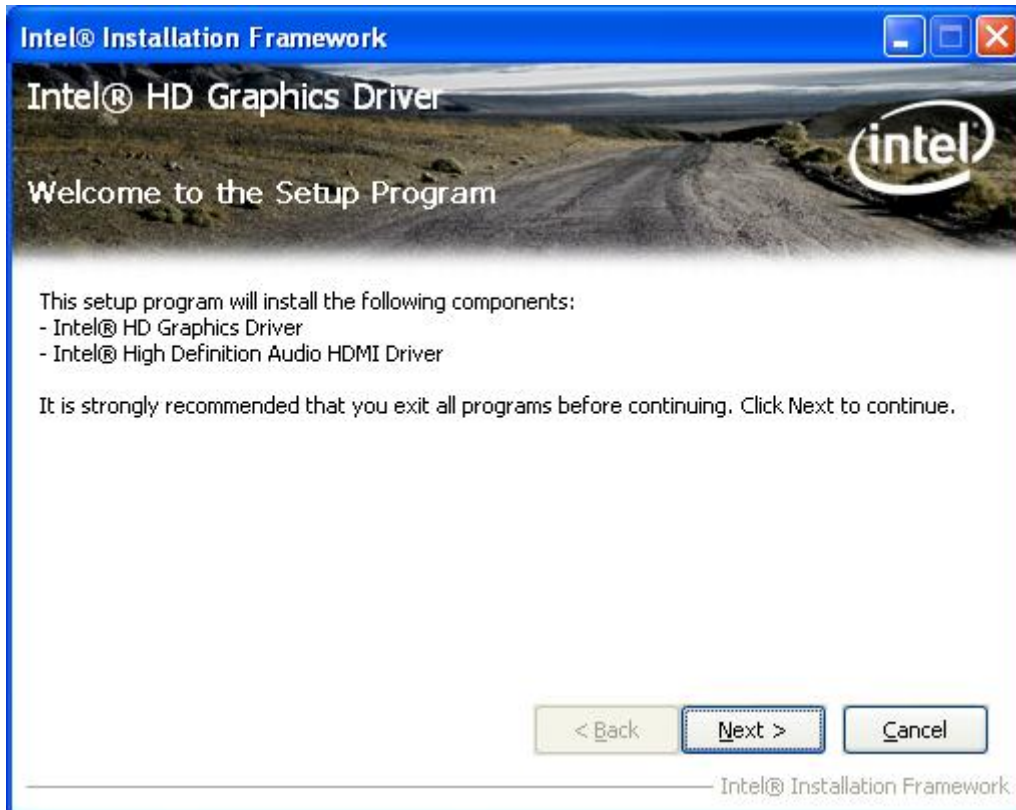 Intel® Installation Framework
Intel® HD Graphics Driver
intel
Welcome to the Setup Program
This setup program will install the following components:
- Intel® HD Graphics Driver
- Intel® High Definition Audio HDMI Driver
It is strongly recommended that you exit all programs before continuing. Click Next to continue.
< Back
Next >
Cancel
Intel® Installation Framework